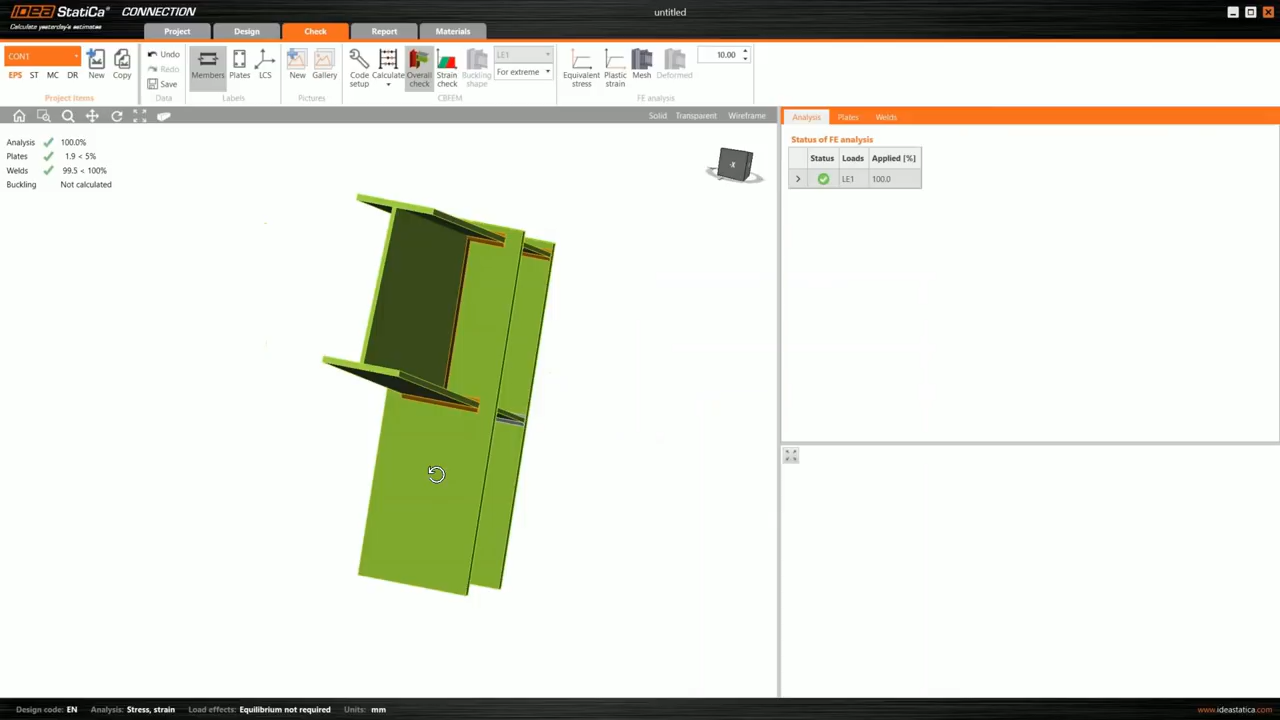 IDEA StatiCa® CONNECTION
Calculate yesterday's estimates
untitled
Project Design Check Report Materials
CON1
EPS ST MC DR
New Copy
Project items
Undo
Redo
Save
Data
Members Plates LCS
Labels
New Gallery
Pictures
Code setup Calculate Overall check Strain check Buckling shape
LE1
For extreme
CBFEM
Equivalent stress Plastic strain Mesh Deformed
10.00
FE analysis
Solid Transparent Wireframe
Analysis 100.0%
Plates 1.9 < 5%
Welds 99.5 < 100%
Buckling Not calculated
-X
Analysis Plates Welds
Status of FE analysis
Status Loads Applied [%]
> LE1 100.0
Design code: EN Analysis: Stress, strain Load effects: Equilibrium not required Units: mm
www.ideastatica.com